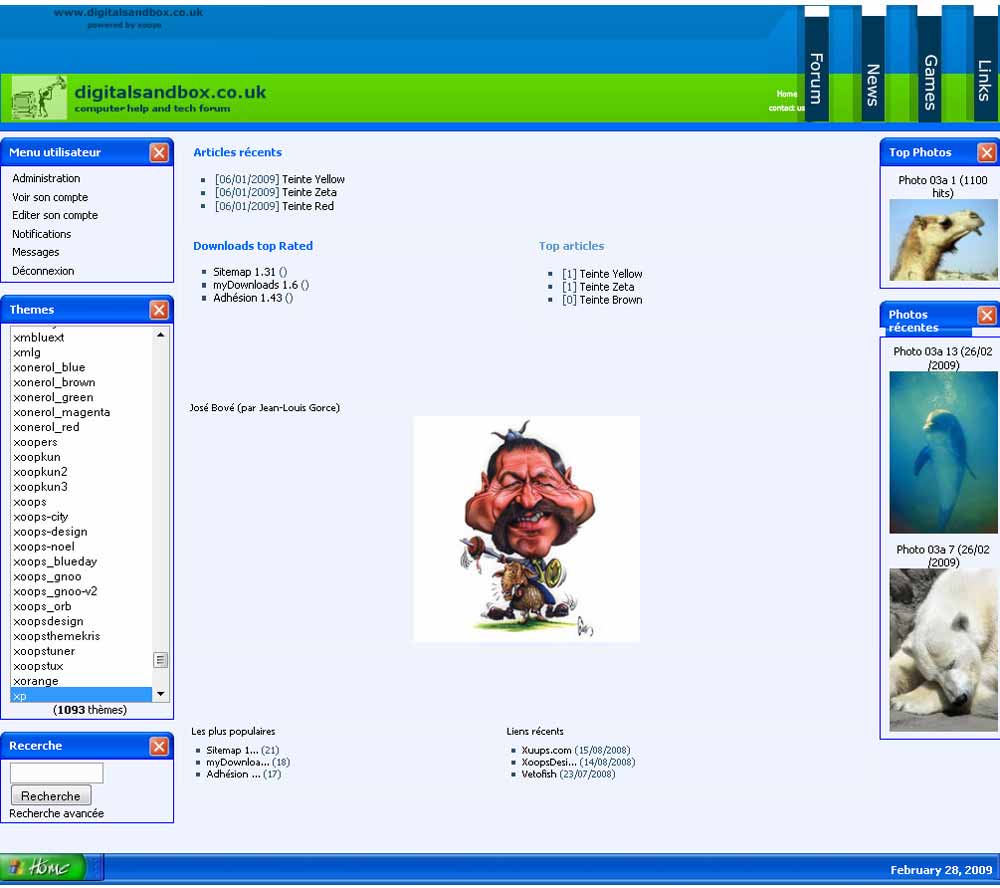 www.digitalsandbox.co.uk
powered by xoops
digitalsandbox.co.uk
computer help and tech forum
Home
contact us
Forum
News
Games
Links
Menu utilisateur
Administration
Voir son compte
Editer son compte
Notifications
Messages
Déconnexion
Themes
xmbluext
xmlg
xonerol_blue
xonerol_brown
xonerol_green
xonerol_magenta
xonerol_red
xoopers
xoopkun
xoopkun2
xoopkun3
xoops
xoops-city
xoops-design
xoops-noel
xoops_blueday
xoops_gnoo
xoops_gnoo-v2
xoops_orb
xoopsdesign
xoopsthemekris
xoopstuner
xoopstux
xorange
xp
(1093 thèmes)
Recerche
Recherche
Recherche avancée
Articles récents
[06/01/2009] Teinte Yellow
[06/01/2009] Teinte Zeta
[06/01/2009] Teinte Red
Downloads top Rated
Sitemap 1.31 ()
myDownloads 1.6 ()
Adhésion 1.43 ()
Top articles
[1] Teinte Yellow
[1] Teinte Zeta
[0] Teinte Brown
José Bové (par Jean-Louis Gorce)
Les plus populaires
Sitemap 1... (21)
myDownloa... (18)
Adhésion ... (17)
Liens récents
Xuups.com (15/08/2008)
XoopsDesi... (14/08/2008)
Vetofish (23/07/2008)
Top Photos
Photo 03a 1 (1100
hits)
Photos
récentes
Photo 03a 13 (26/02
/2009)
Photo 03a 7 (26/02
/2009)
Home
February 28, 2009